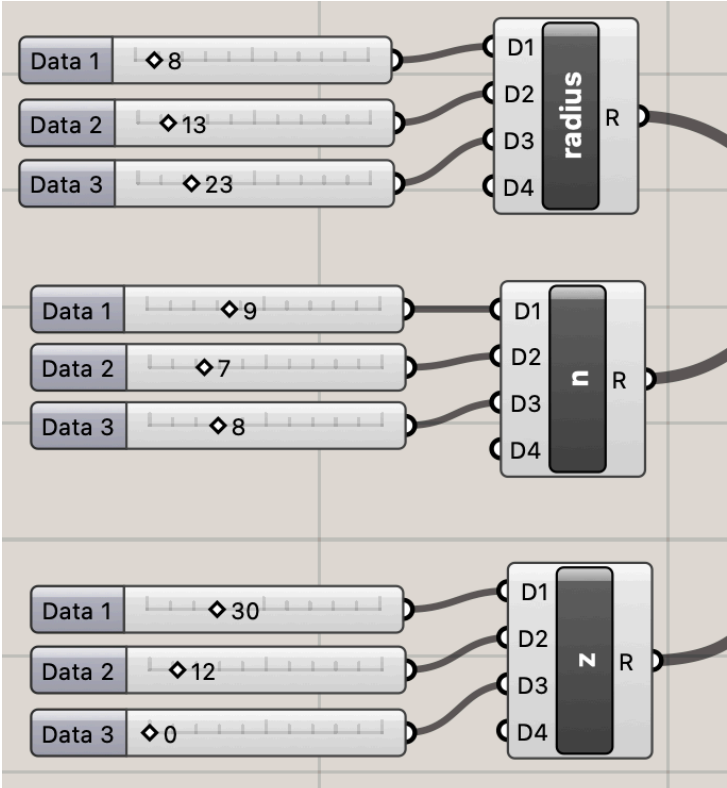 Data 1 8
Data 2 13
Data 3 23
D1
D2
D3
D4
radius
R
Data 1 9
Data 2 7
Data 3 8
D1
D2
D3
D4
n
R
Data 1 30
Data 2 12
Data 3 0
D1
D2
D3
D4
z
R